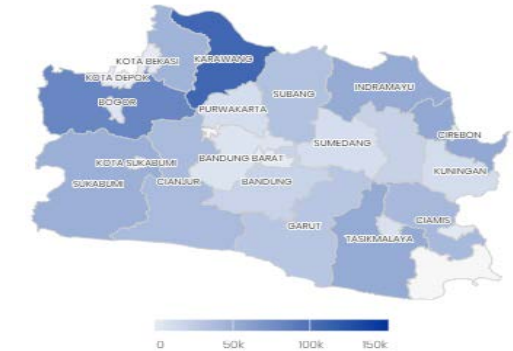 KOTA BEKASI
KARAWANG
KOTA DEPOK
BOGOR
SUBANG
INDRAMAYU
PURWAKARTA
CIREBON
SUMEDANG
KOTA SUKABUMI
BANDUNG BARAT
KUNINGAN
SUKABUMI
CIANJUR
BANDUNG
CIAMIS
GARUT
TASIKMALAYA
0 50k 100k 150k